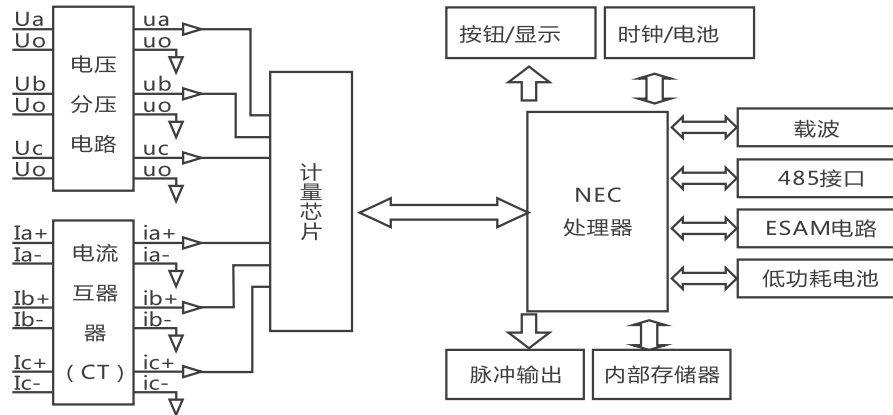 Ua
Uo
Ub
Uo
Uc
Uo
电压
分压
电路
ua
uo
ub
uo
uc
uo
Ia+
Ia-
Ib+
Ib-
Ic+
Ic-
电流
互器
器
(CT)
ia+
ia-
ib+
ib-
ic+
ic-
计
量
芯
片
按钮/显示
时钟/电池
NEC
处理器
载波
485接口
ESAM电路
低功耗电池
脉冲输出
内部存储器